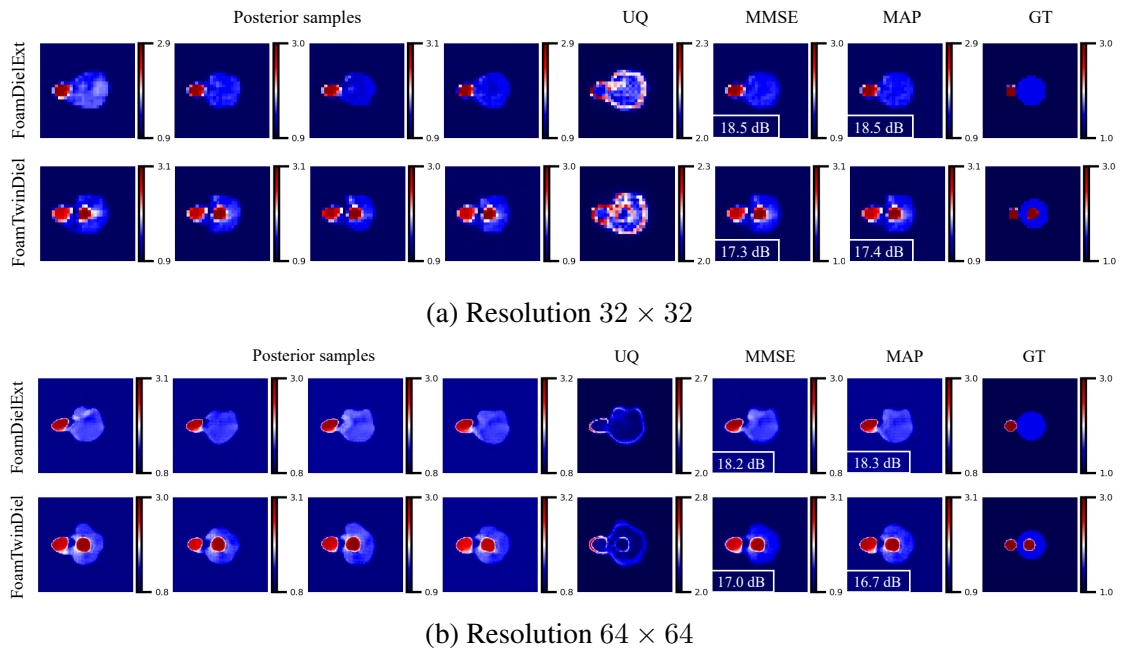 Posterior samples UQ MMSE MAP GT
FoamDielExt
2.9 3.0 3.1 2.9 2.3 2.9 2.9 3.0
18.5 dB 18.5 dB
0.9 0.9 0.9 0.9 2.0 0.9 0.9 1.0
FoamTwinDiel
3.1 3.1 3.0 3.0 2.3 3.0 3.1 3.0
17.3 dB 17.4 dB
0.9 0.9 0.9 0.9 2.0 1.0 0.9 1.0
(a) Resolution 32 × 32
Posterior samples UQ MMSE MAP GT
FoamDielExt
3.1 3.0 3.0 3.2 2.7 3.0 3.0 3.0
18.2 dB 18.3 dB
0.8 0.8 0.8 0.8 2.0 0.8 0.8 1.0
FoamTwinDiel
3.0 3.1 3.1 3.2 2.8 3.0 3.1 3.0
17.0 dB 16.7 dB
0.8 0.8 0.8 0.8 2.0 0.9 0.9 1.0
(b) Resolution 64 × 64